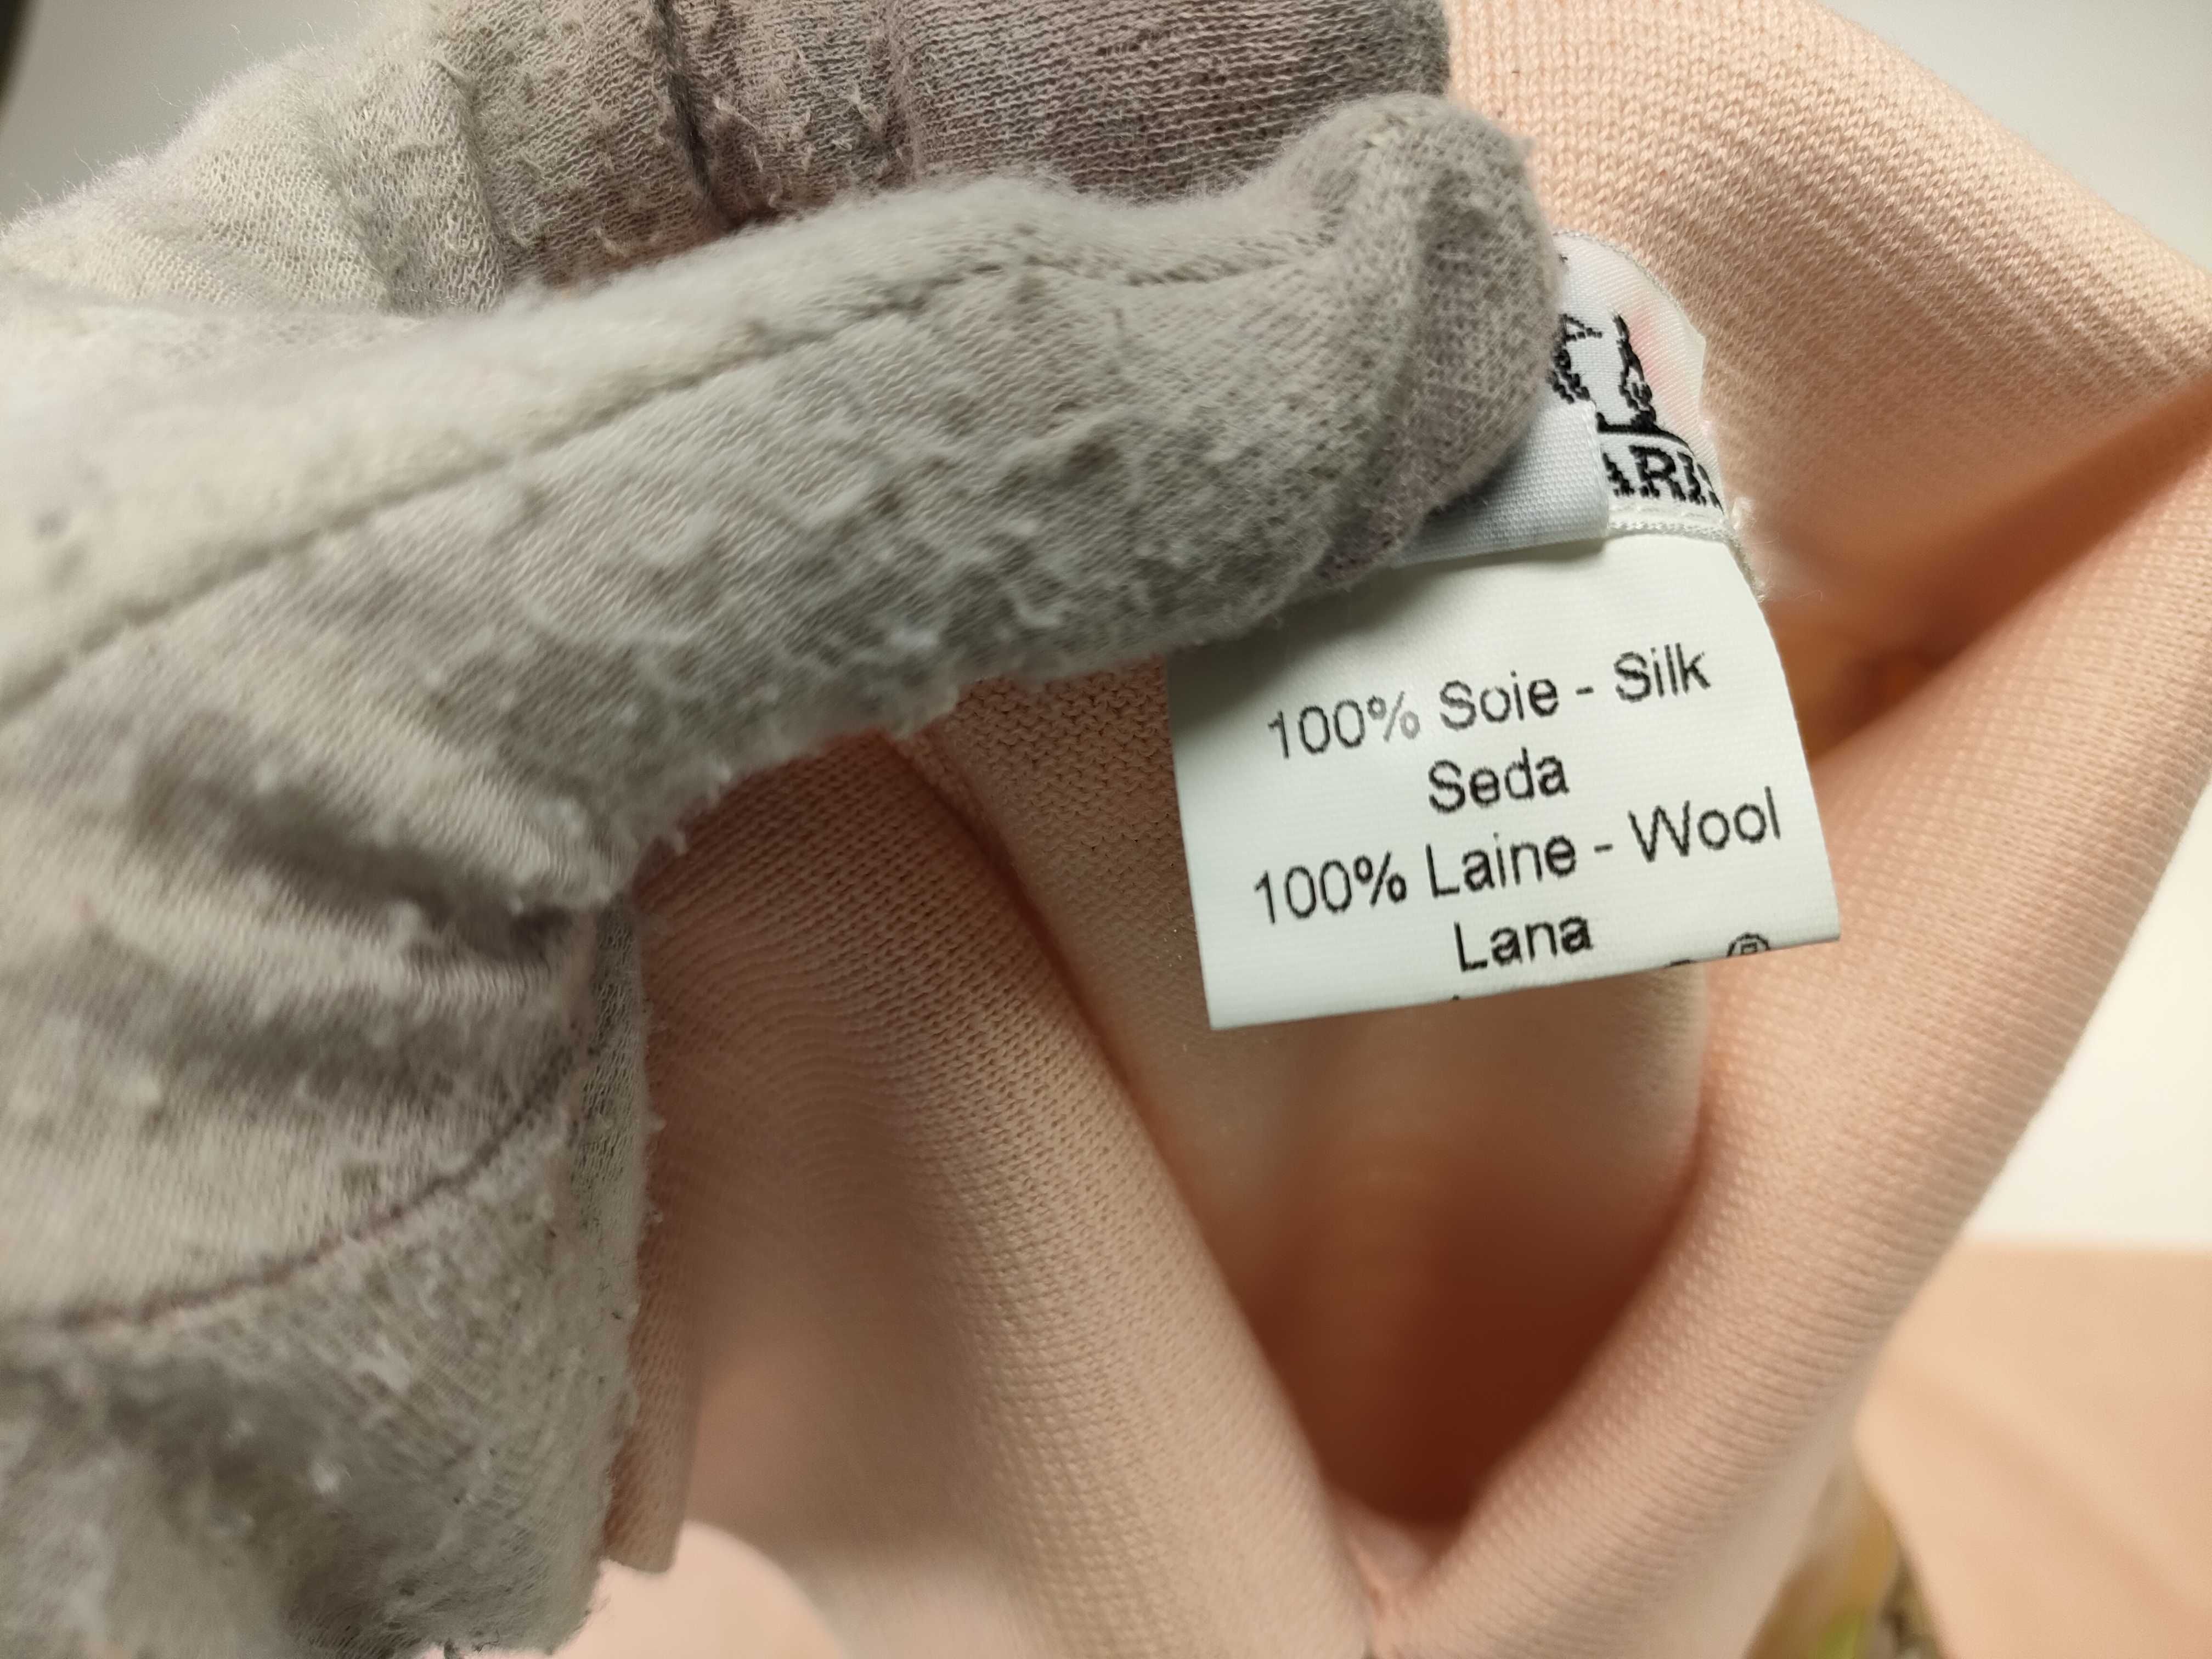 100% Soie - Silk
Seda
100% Laine - Wool
Lana